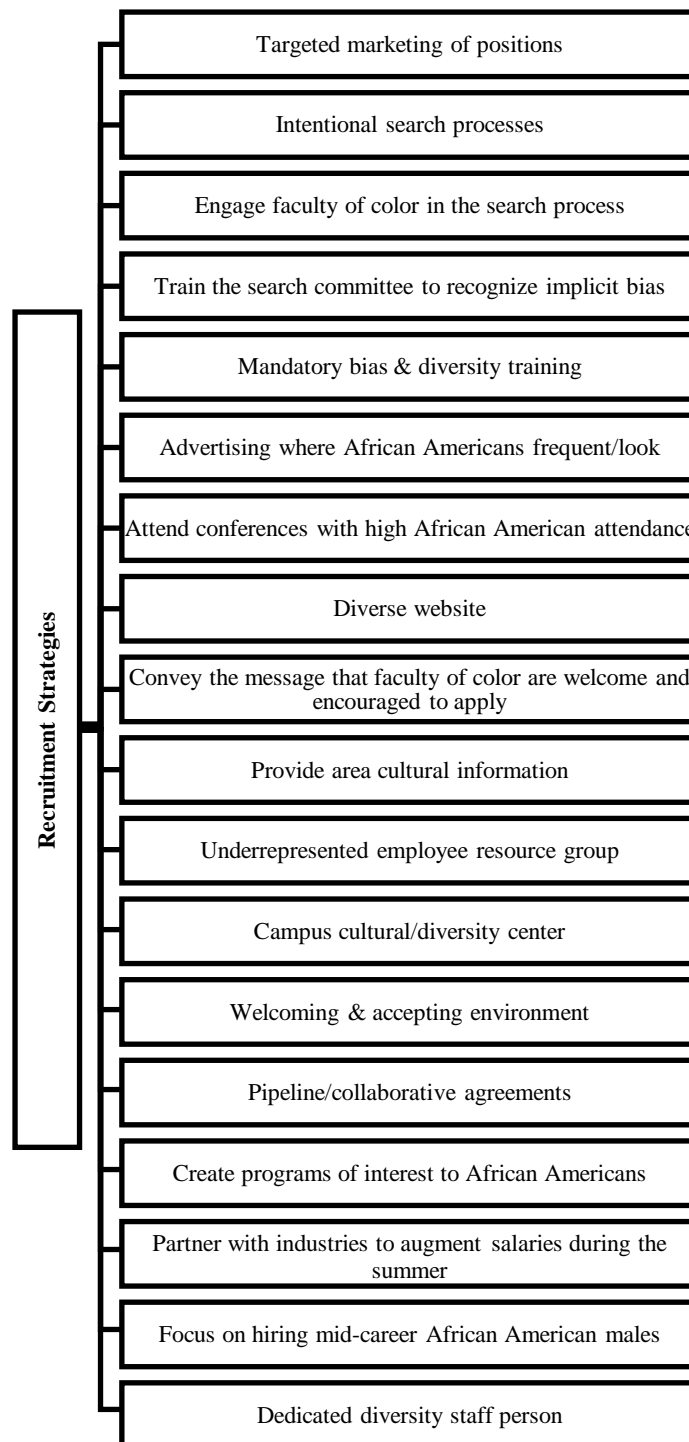 Recruitment Strategies
Targeted marketing of positions
Intentional search processes
Engage faculty of color in the search process
Train the search committee to recognize implicit bias
Mandatory bias & diversity training
Advertising where African Americans frequent/look
Attend conferences with high African American attendance
Diverse website
Convey the message that faculty of color are welcome and
encouraged to apply
Provide area cultural information
Underrepresented employee resource group
Campus cultural/diversity center
Welcoming & accepting environment
Pipeline/collaborative agreements
Create programs of interest to African Americans
Partner with industries to augment salaries during the
summer
Focus on hiring mid-career African American males
Dedicated diversity staff person